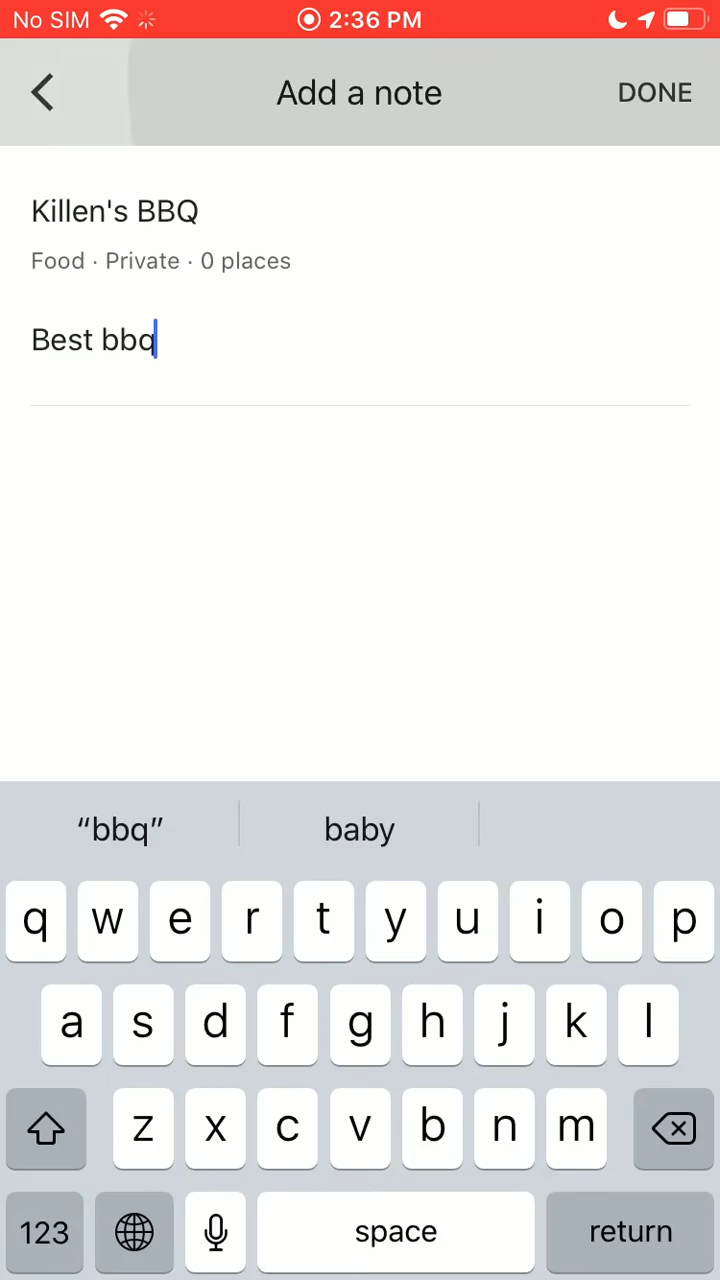 No SIM 2:36 PM
Add a note DONE
Killen's BBQ
Food · Private · 0 places
Best bbq
“bbq” baby
q w e r t y u i o p
a s d f g h j k l
z x c v b n m
123 space return